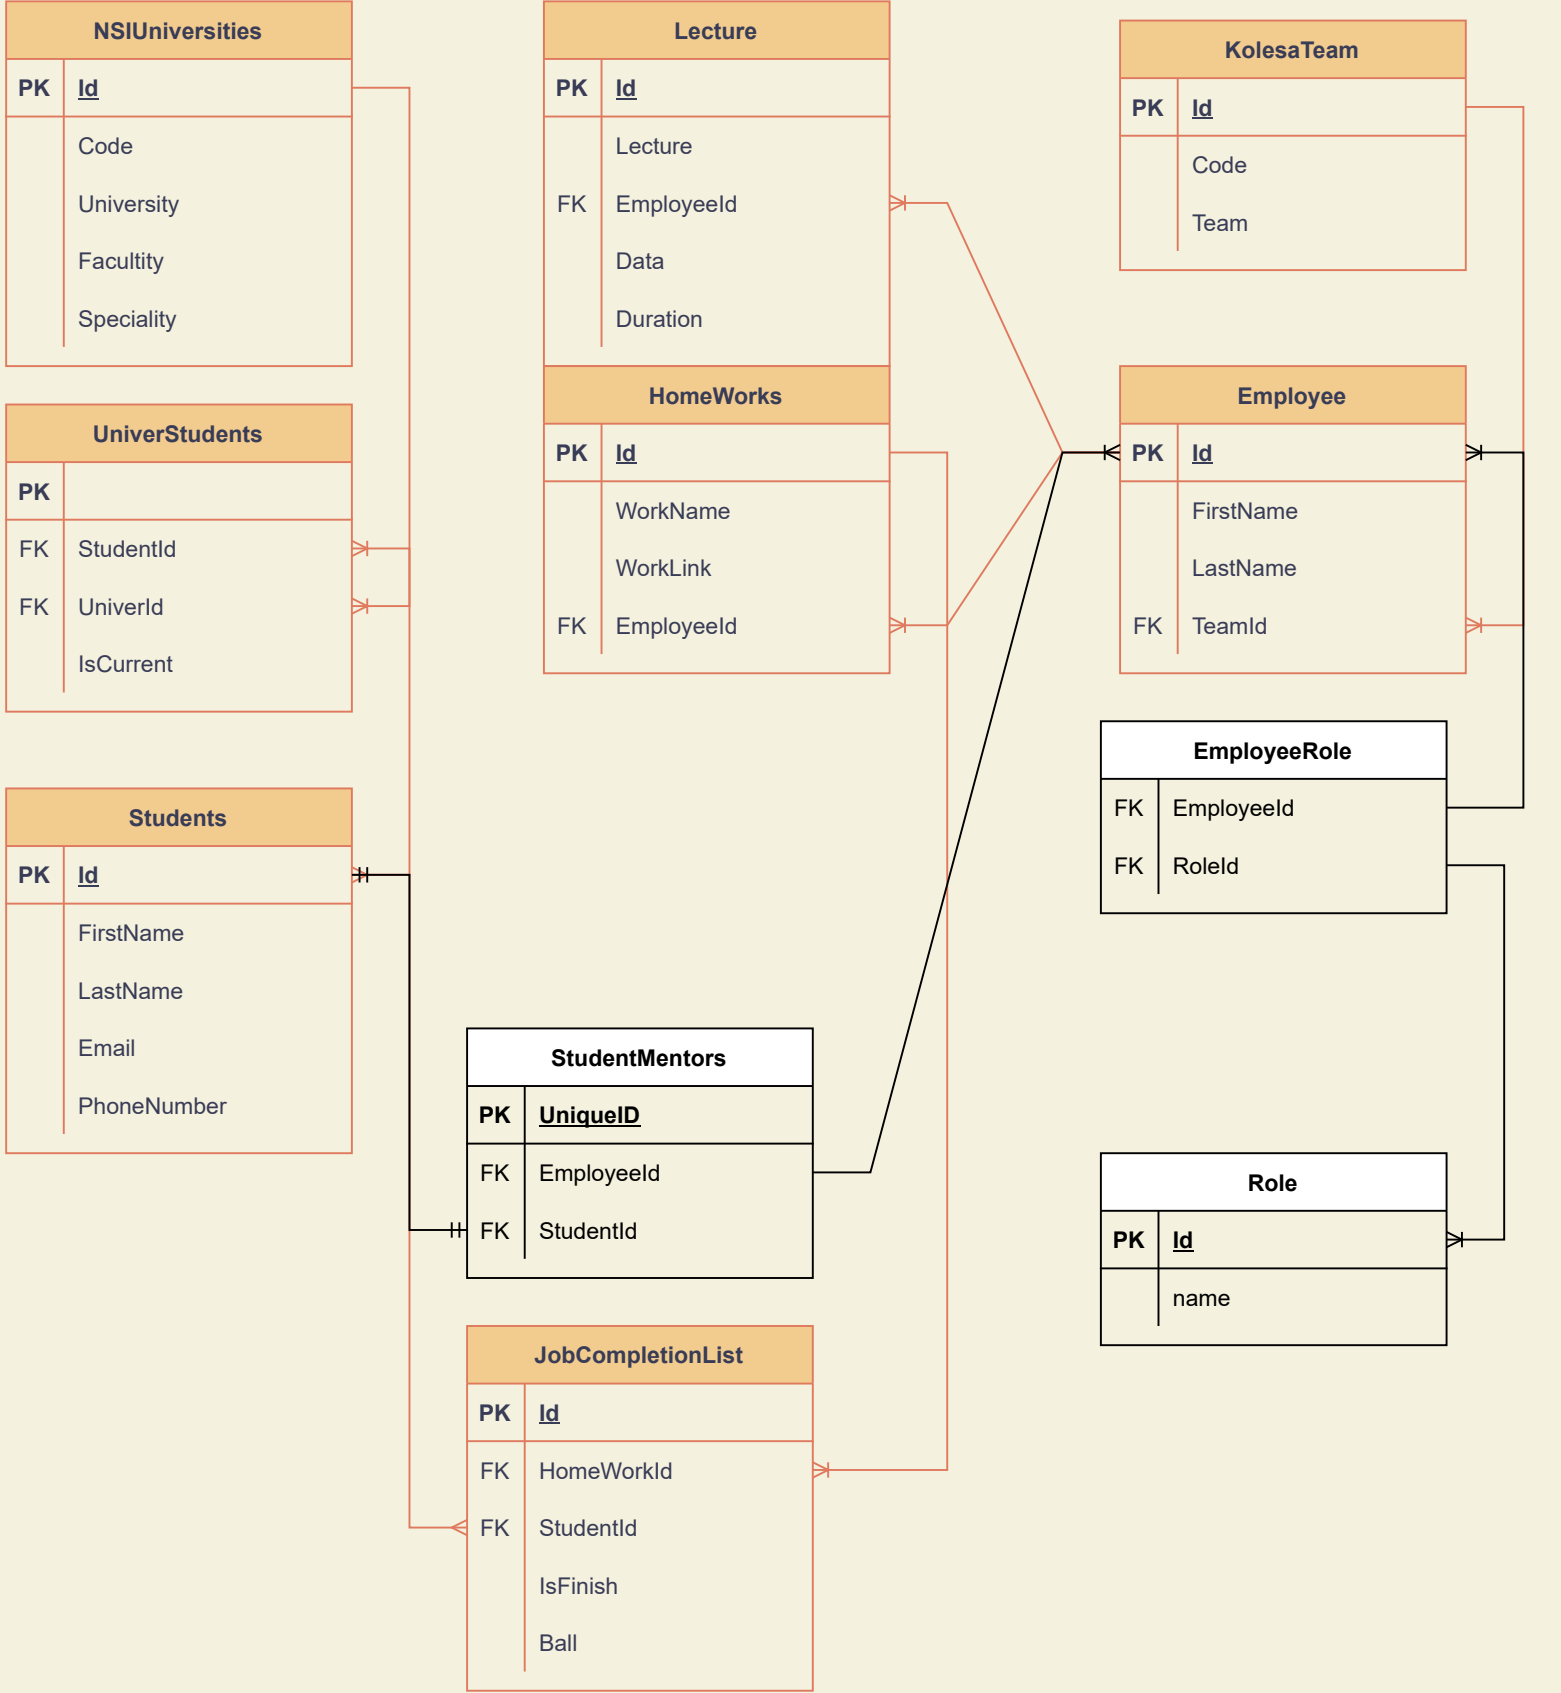 NSIUniversities
PK Id
Code
University
Facultity
Speciality
UniverStudents
PK
FK StudentId
FK UniverId
IsCurrent
Students
PK Id
FirstName
LastName
Email
PhoneNumber
Lecture
PK Id
Lecture
FK EmployeeId
Data
Duration
HomeWorks
PK Id
WorkName
WorkLink
FK EmployeeId
StudentMentors
PK UniqueID
FK EmployeeId
FK StudentId
JobCompletionList
PK Id
FK HomeWorkId
FK StudentId
IsFinish
Ball
KolesaTeam
PK Id
Code
Team
Employee
PK Id
FirstName
LastName
FK TeamId
EmployeeRole
FK EmployeeId
FK RoleId
Role
PK Id
name